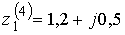 z₁⁽⁴⁾= 1,2 + j0,5